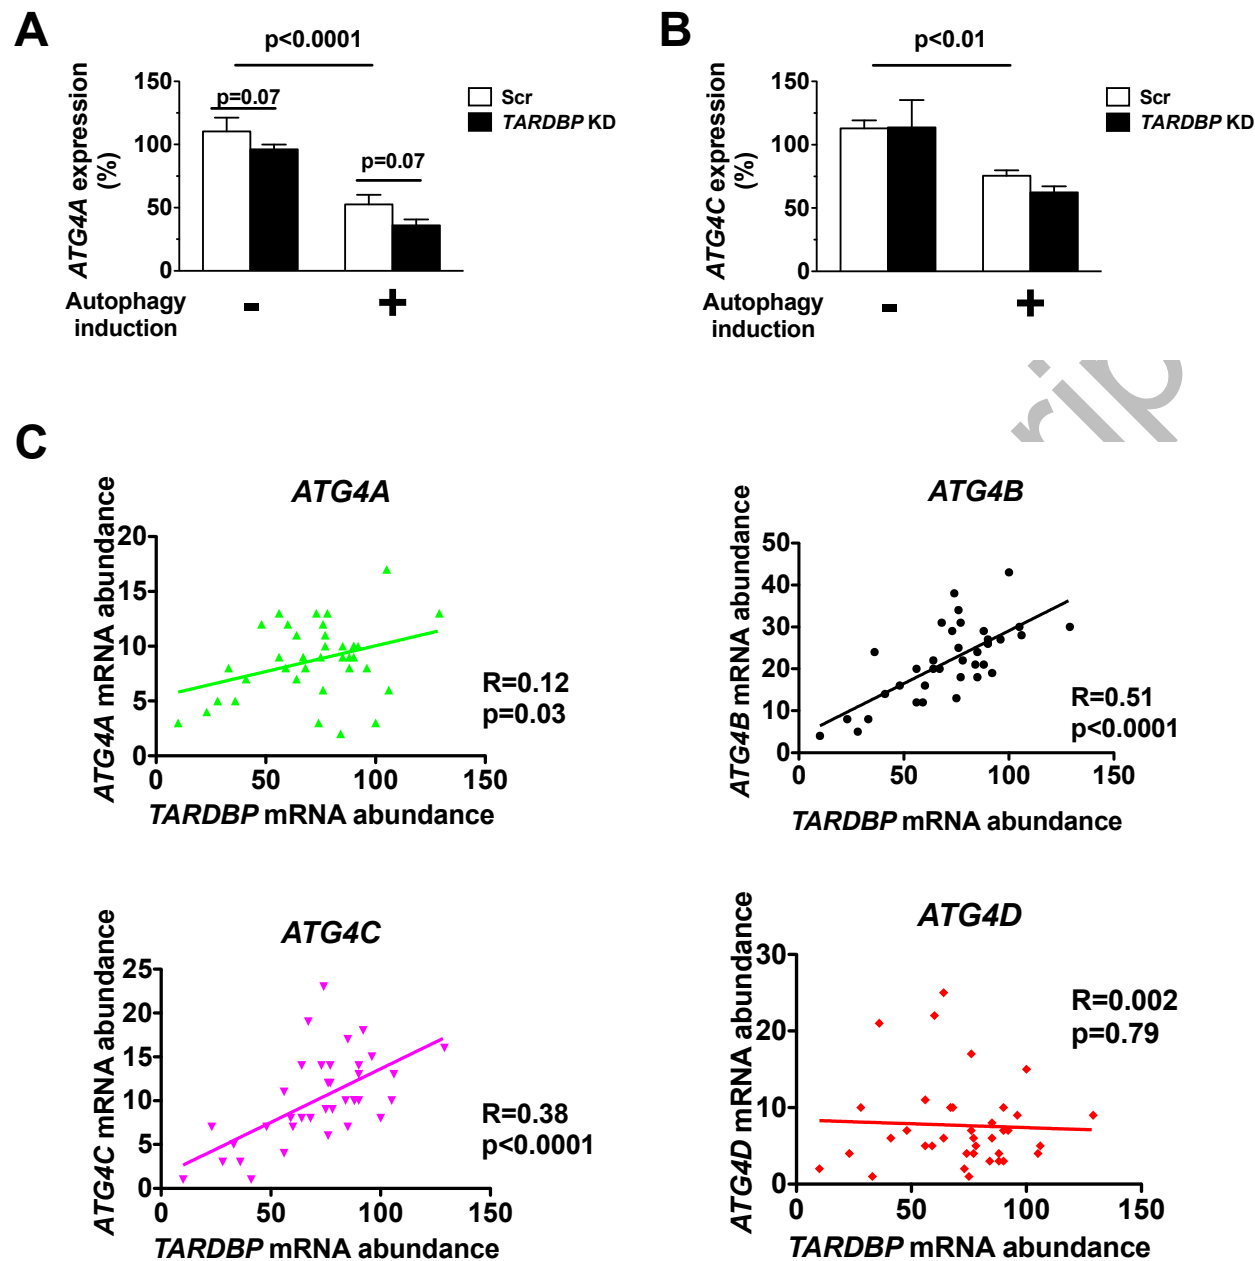 A
p<0.0001
p=0.07
p=0.07
150
100
50
0
ATG4A expression
(%)
Scr
TARDBP KD
Autophagy
induction
-
+
B
p<0.01
150
100
50
0
ATG4C expression
(%)
Scr
TARDBP KD
Autophagy
induction
-
+
rip
C
ATG4A
ATG4A mRNA abundance
20
15
10
5
0
0 50 100 150
TARDBP mRNA abundance
R=0.12
p=0.03
ATG4B
ATG4B mRNA abundance
50
40
30
20
10
0
0 50 100 150
TARDBP mRNA abundance
R=0.51
p<0.0001
ATG4C
ATG4C mRNA abundance
25
20
15
10
5
0
0 50 100 150
TARDBP mRNA abundance
R=0.38
p<0.0001
ATG4D
ATG4D mRNA abundance
30
20
10
0
0 50 100 150
TARDBP mRNA abundance
R=0.002
p=0.79